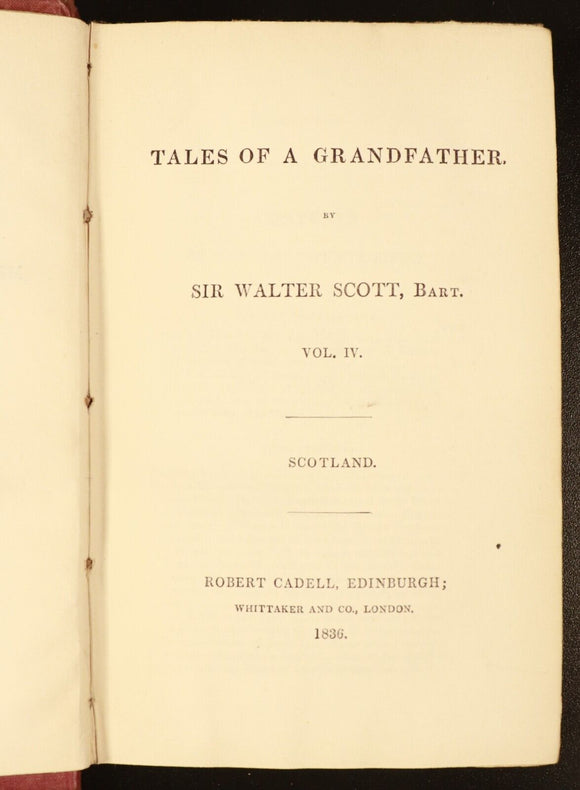 TALES OF A GRANDFATHER.
BY
SIR WALTER SCOTT, BART.
VOL. IV.
SCOTLAND.
ROBERT CADELL, EDINBURGH;
WHITTAKER AND CO., LONDON.
1836.